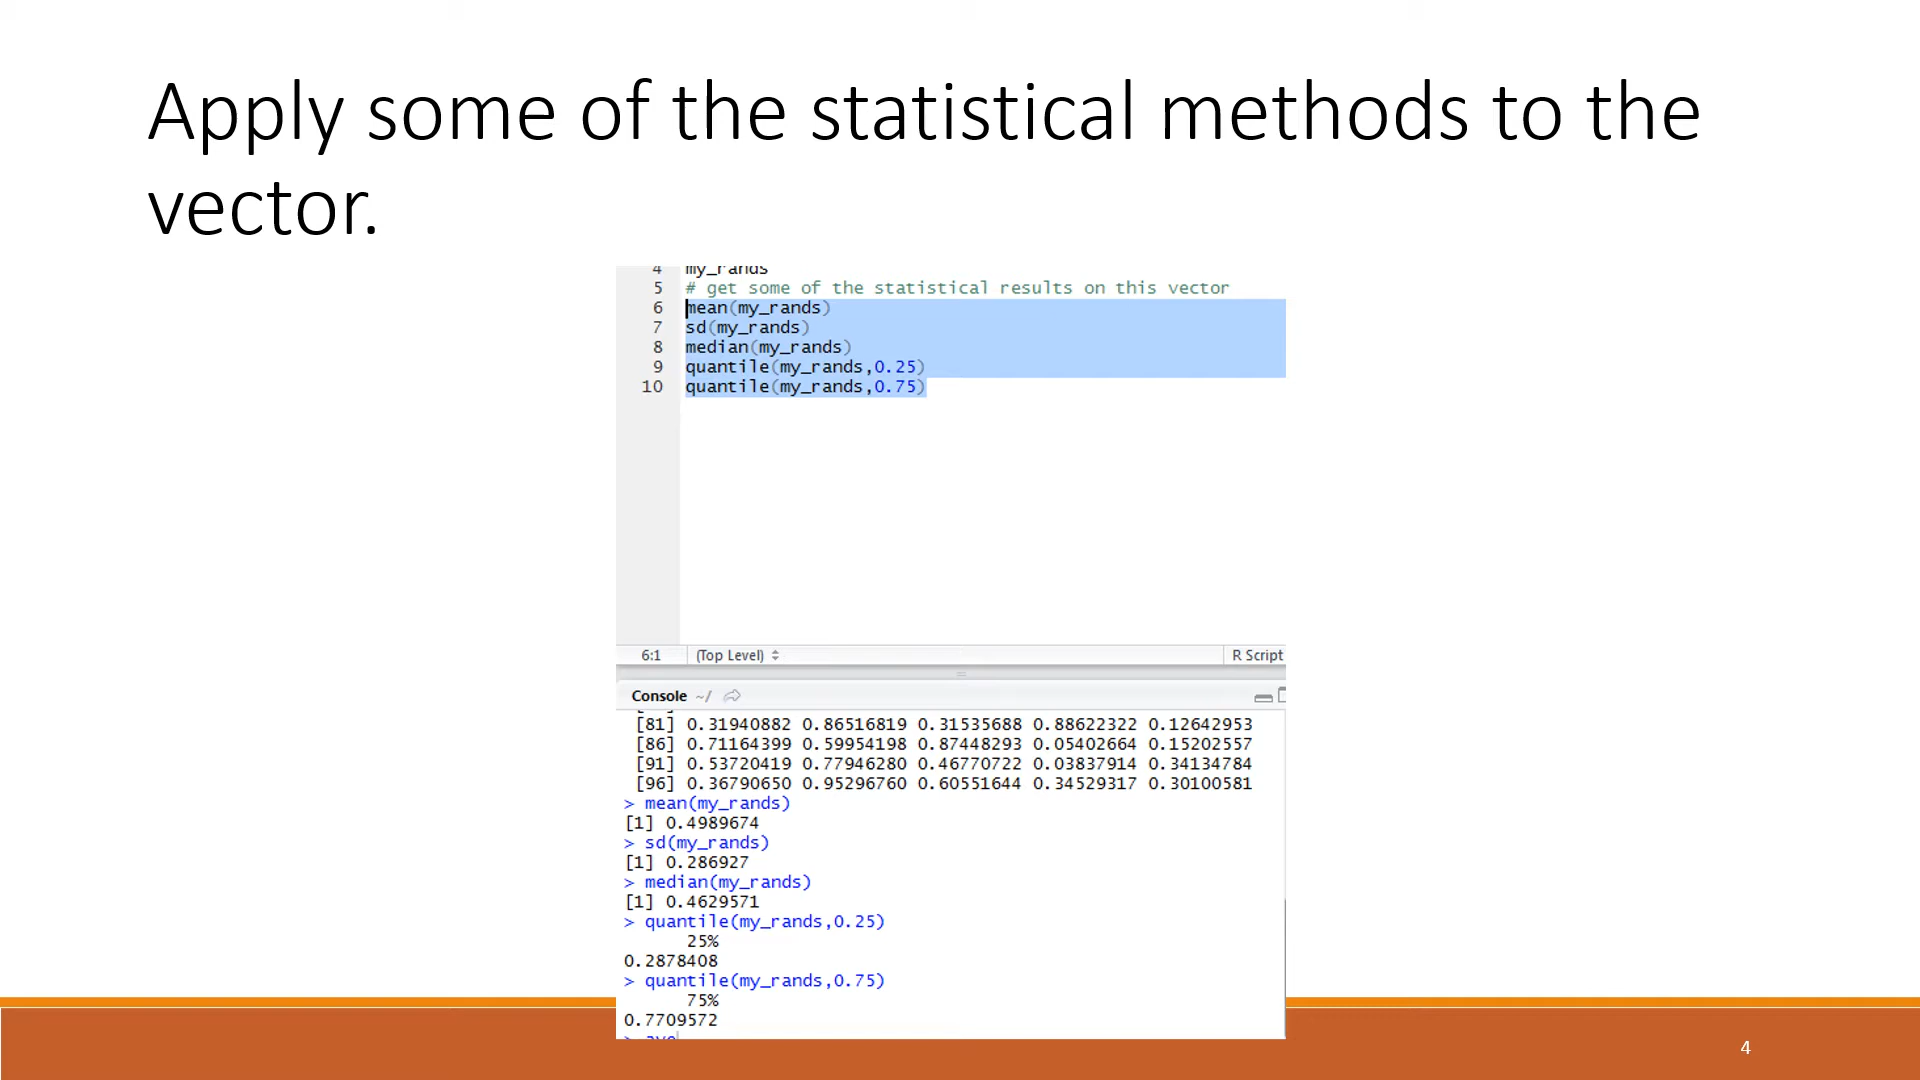 Apply some of the statistical methods to the
vector.
4 my_rands
5 # get some of the statistical results on this vector
6 mean(my_rands)
7 sd(my_rands)
8 median(my_rands)
9 quantile(my_rands,0.25)
10 quantile(my_rands,0.75)
6:1 (Top Level) R Script
Console ~/
[81] 0.31940882 0.86516819 0.31535688 0.88622322 0.12642953
[86] 0.71164399 0.59954198 0.87448293 0.05402664 0.15202557
[91] 0.53720419 0.77946280 0.46770722 0.03837914 0.34134784
[96] 0.36790650 0.95296760 0.60551644 0.34529317 0.30100581
> mean(my_rands)
[1] 0.4989674
> sd(my_rands)
[1] 0.286927
> median(my_rands)
[1] 0.4629571
> quantile(my_rands,0.25)
25%
0.2878408
> quantile(my_rands,0.75)
75%
0.7709572
4